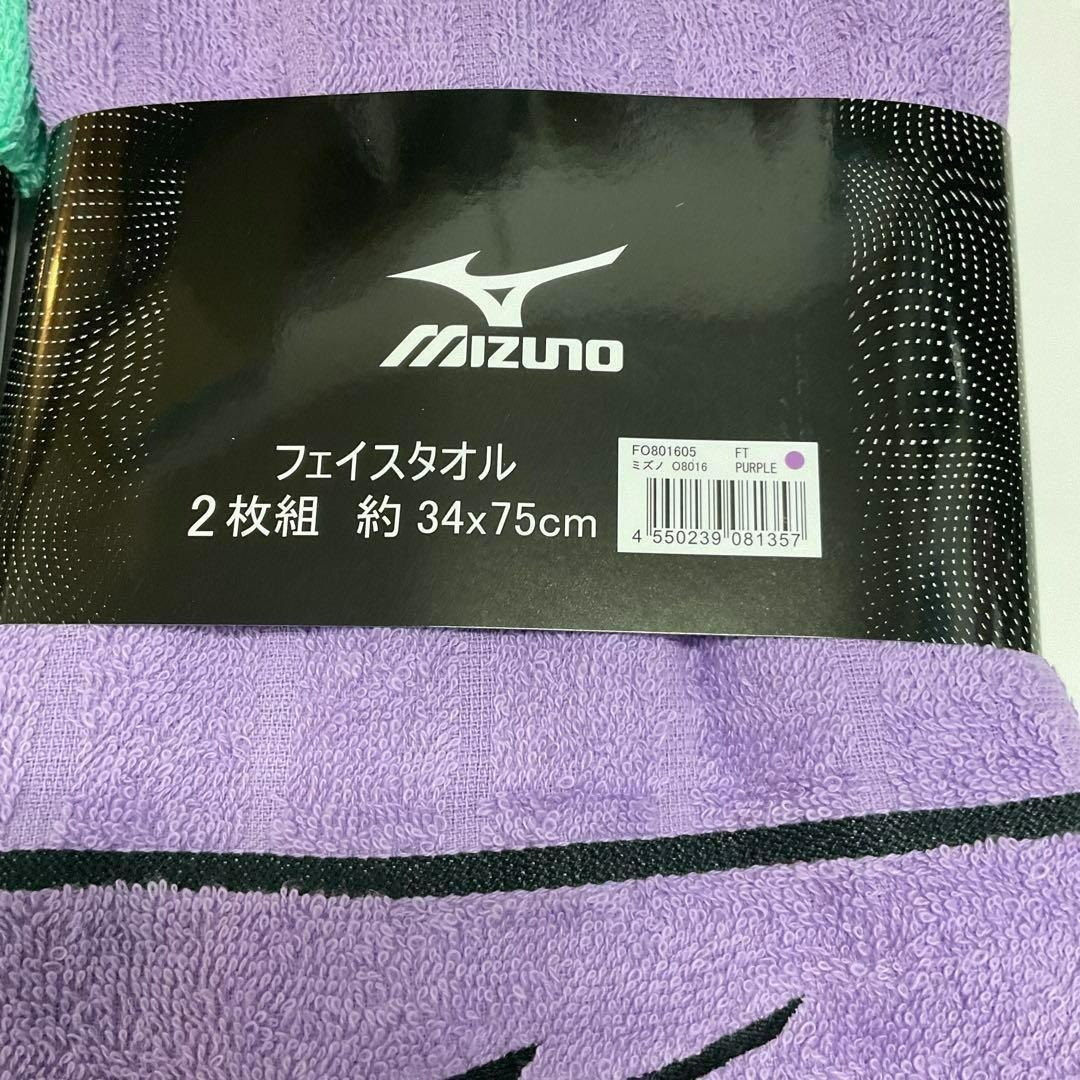 MIZUNO
フェイスタオル
2枚組 約 34x75cm
FO801605 FT
ミズノ O8016 PURPLE
4 550239 081357